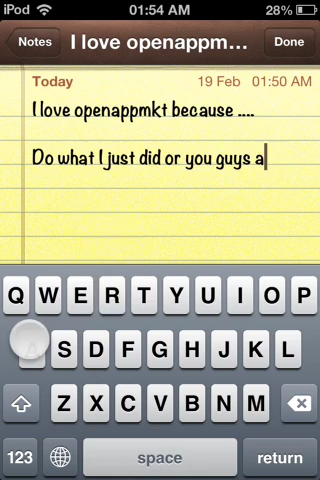 iPod 01:54 AM 28%
Notes I love openappm... Done
Today 19 Feb 01:50 AM
I love openappmkt because ....
Do what I just did or you guys a
Q W E R T Y U I O P
A S D F G H J K L
Z X C V B N M
123 space return